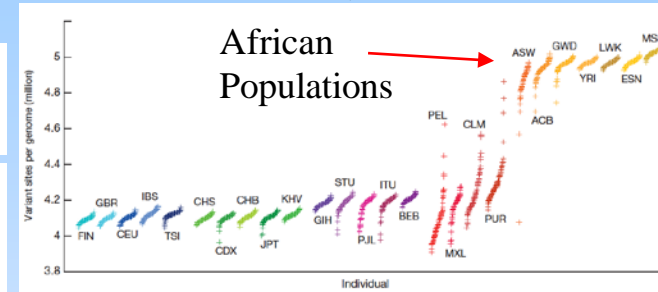 African
Populations
Variant sites per genome (million)
5
4.8
4.6
4.4
4.2
4
3.8
FIN
GBR
CEU
IBS
TSI
CHS
CDX
CHB
JPT
KHV
GIH
STU
PJL
ITU
BEB
PEL
MXL
CLM
PUR
ASW
ACB
GWD
YRI
LWK
ESN
MS
Individual